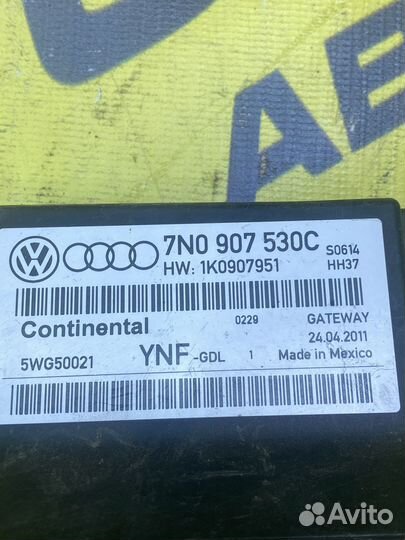 АВ
7N0 907 530C S0614
HW: 1K0907951 HH37
Continental 0229 GATEWAY
24.04.2011
5WG50021 YNF -GDL 1 Made in Mexico
Avito